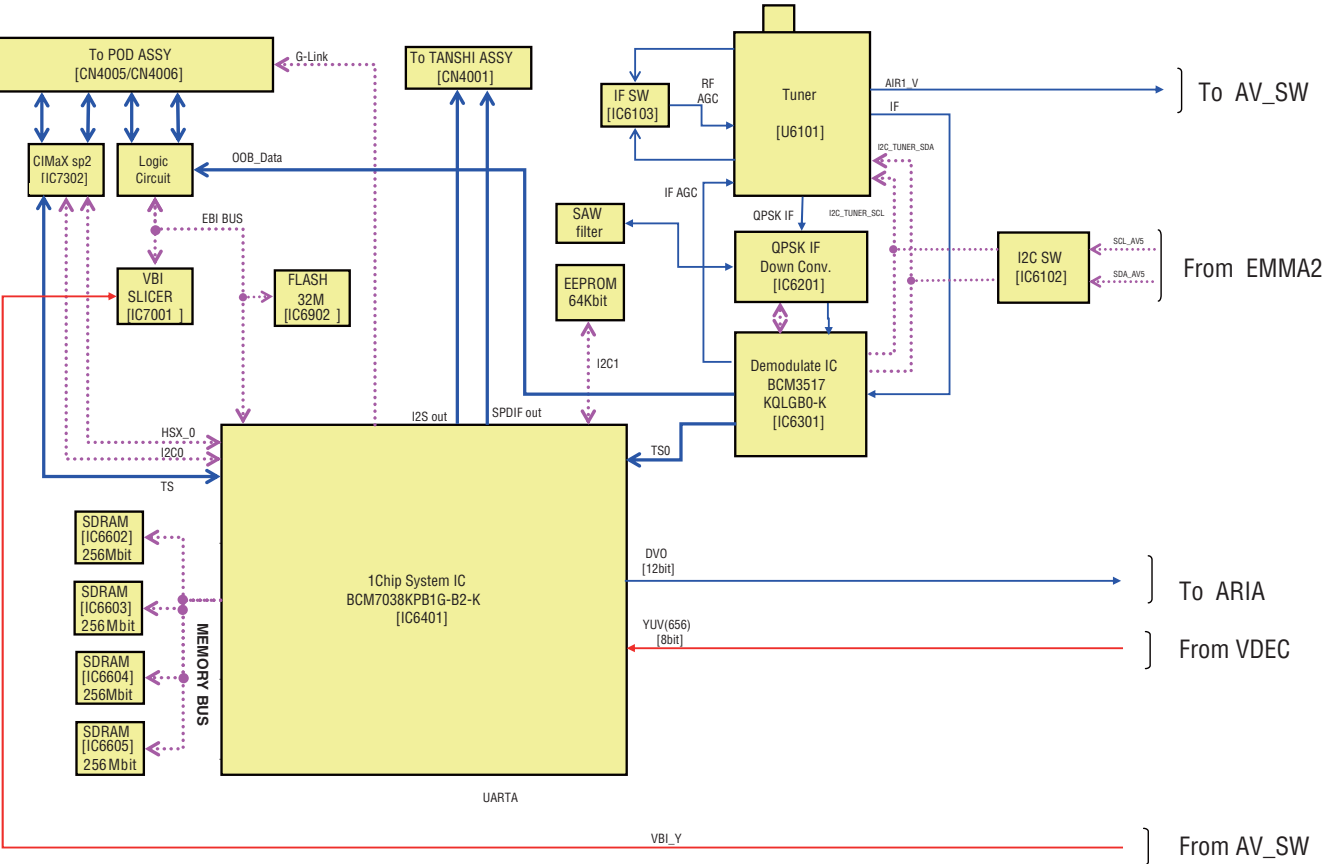 To POD ASSY
[CN4005/CN4006]
G-Link
To TANSHI ASSY
[CN4001]
IF SW
[IC6103]
RF
AGC
Tuner
[U6101]
AIR1_V
IF
To AV_SW
CIMaX sp2
[IC7302]
Logic
Circuit
OOB_Data
I2C_TUNER_SDA
IF AGC
EBI BUS
SAW
filter
QPSK IF
I2C_TUNER_SCL
QPSK IF
Down Conv.
[IC6201]
I2C SW
[IC6102]
SCL_AV5
SDA_AV5
From EMMA2
VBI
SLICER
[IC7001 ]
FLASH
32M
[IC6902 ]
EEPROM
64Kbit
I2C1
Demodulate IC
BCM3517
KQLGB0-K
[IC6301]
I2S out
SPDIF out
HSX_0
I2C0
TS
TS0
SDRAM
[IC6602]
256Mbit
SDRAM
[IC6603]
256Mbit
SDRAM
[IC6604]
256Mbit
SDRAM
[IC6605]
256Mbit
MEMORY BUS
1Chip System IC
BCM7038KPB1G-B2-K
[IC6401]
DVO
[12bit]
To ARIA
YUV(656)
[8bit]
From VDEC
UARTA
VBI_Y
From AV_SW